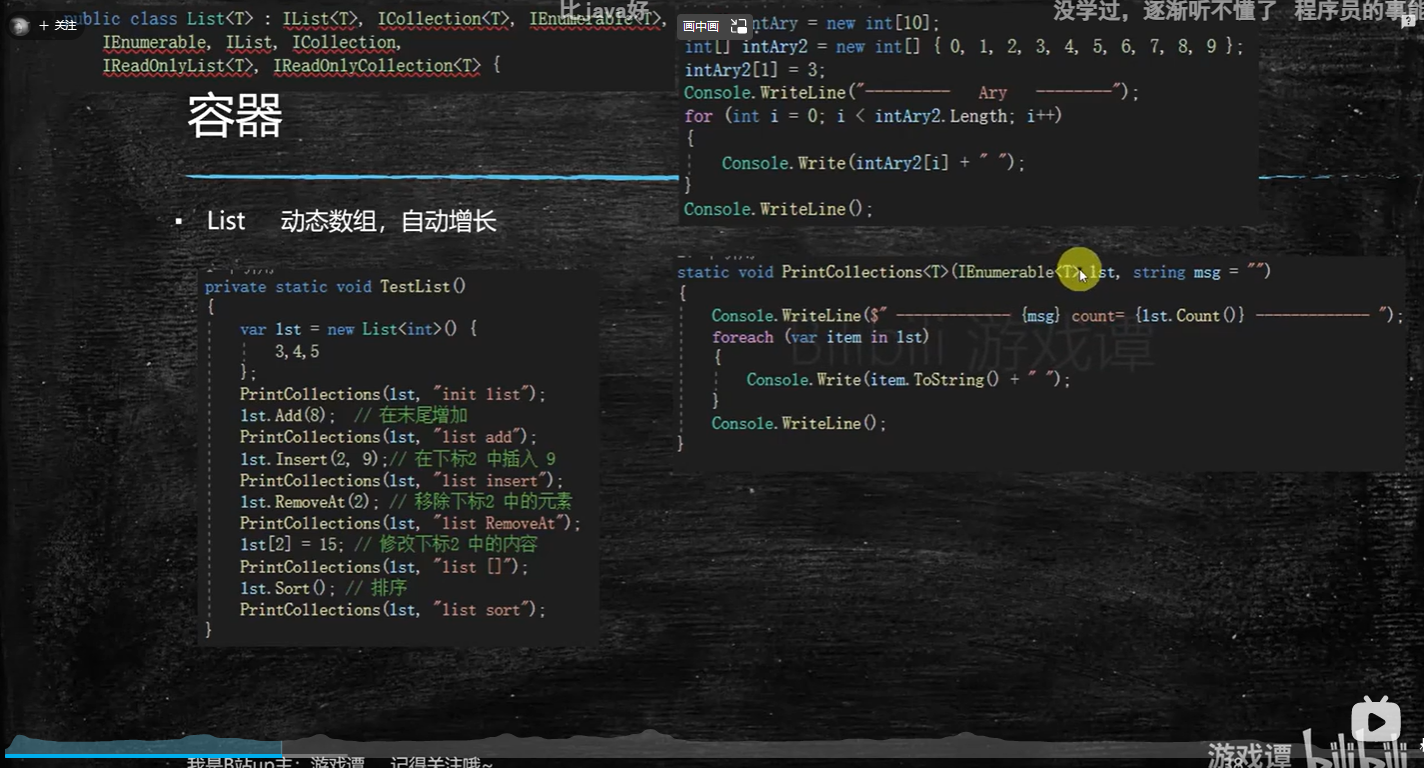 + 关注
比java好
没学过，逐渐听不懂了 程序员的事能
public class List<T> : IList<T>, ICollection<T>, IEnumerable<T>,
IEnumerable, IList, ICollection,
IReadOnlyList<T>, IReadOnlyCollection<T> {
画中画
intAry = new int[10];
int[] intAry2 = new int[] { 0, 1, 2, 3, 4, 5, 6, 7, 8, 9 };
intAry2[1] = 3;
Console.WriteLine("--------- Ary --------");
for (int i = 0; i < intAry2.Length; i++)
{
Console.Write(intAry2[i] + " ");
}
Console.WriteLine();
容器
▪ List 动态数组，自动增长
private static void TestList()
{
var lst = new List<int>() {
3,4,5
};
PrintCollections(lst, "init list");
lst.Add(8); // 在末尾增加
PrintCollections(lst, "list add");
lst.Insert(2, 9);// 在下标2 中插入 9
PrintCollections(lst, "list insert");
lst.RemoveAt(2); // 移除下标2 中的元素
PrintCollections(lst, "list RemoveAt");
lst[2] = 15; // 修改下标2 中的内容
PrintCollections(lst, "list []");
lst.Sort(); // 排序
PrintCollections(lst, "list sort");
}
static void PrintCollections<T>(IEnumerable<T> lst, string msg = "")
{
Console.WriteLine($" ------------ {msg} count= {lst.Count()} ------------ ");
foreach (var item in lst)
{
Console.Write(item.ToString() + " ");
}
Console.WriteLine();
}
Bilibili 游戏谭
我是B站up主：游戏谭 记得关注哦~
游戏谭 bilibili